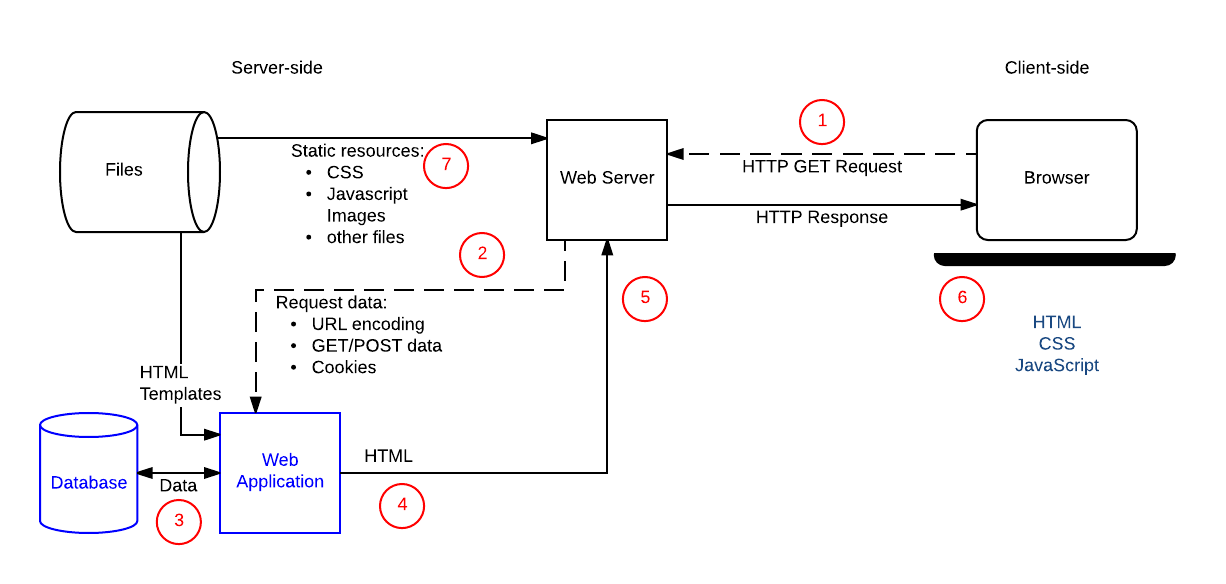 Server-side
Client-side
1
Files
Static resources:
• CSS
• Javascript
Images
• other files
7
Web Server
HTTP GET Request
HTTP Response
Browser
2
Request data:
• URL encoding
• GET/POST data
• Cookies
5
6
HTML
CSS
JavaScript
HTML
Templates
Database
Data
3
Web
Application
HTML
4